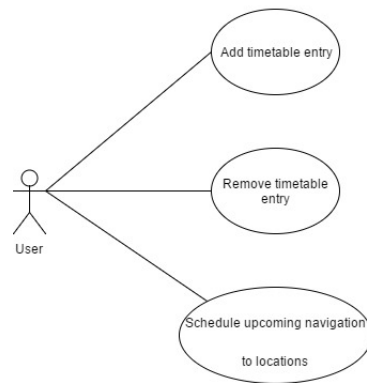 Add timetable entry
Remove timetable
entry
User
Schedule upcoming navigation
to locations